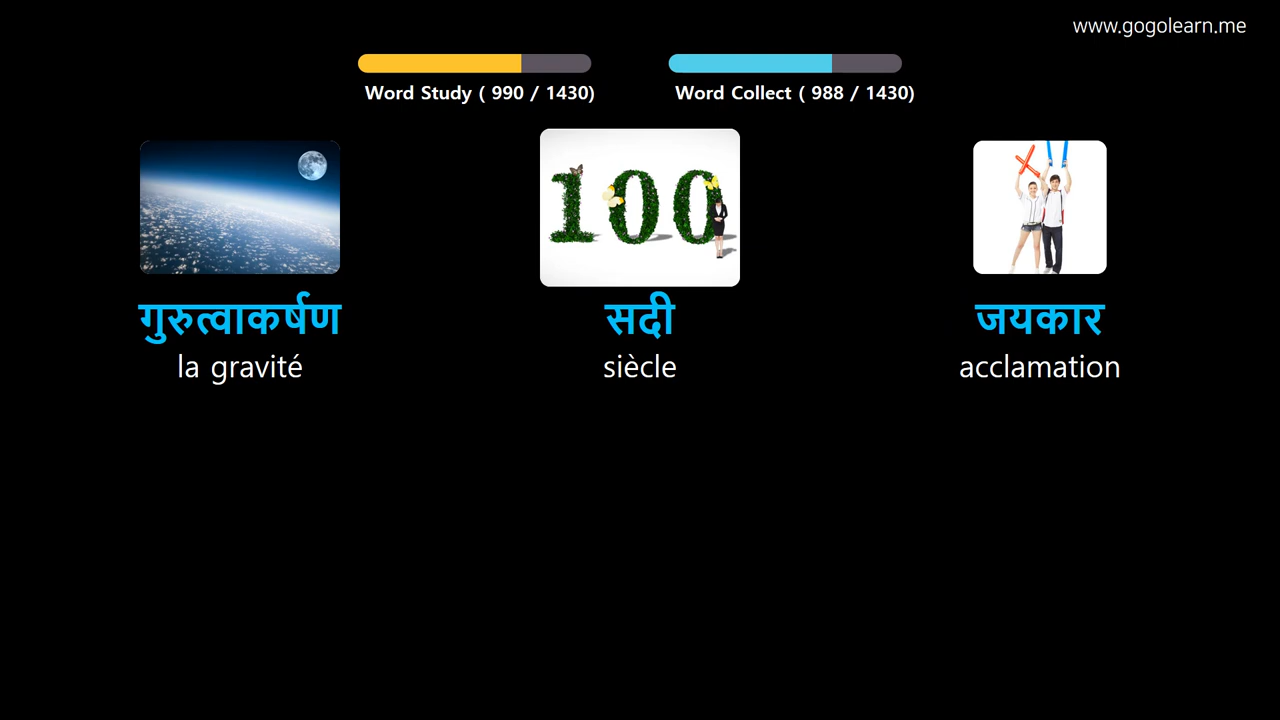 www.gogolearn.me
Word Study ( 990 / 1430)
Word Collect ( 988 / 1430)
100
गुरुत्वाकर्षण
सदी
जयकार
la gravité
siècle
acclamation